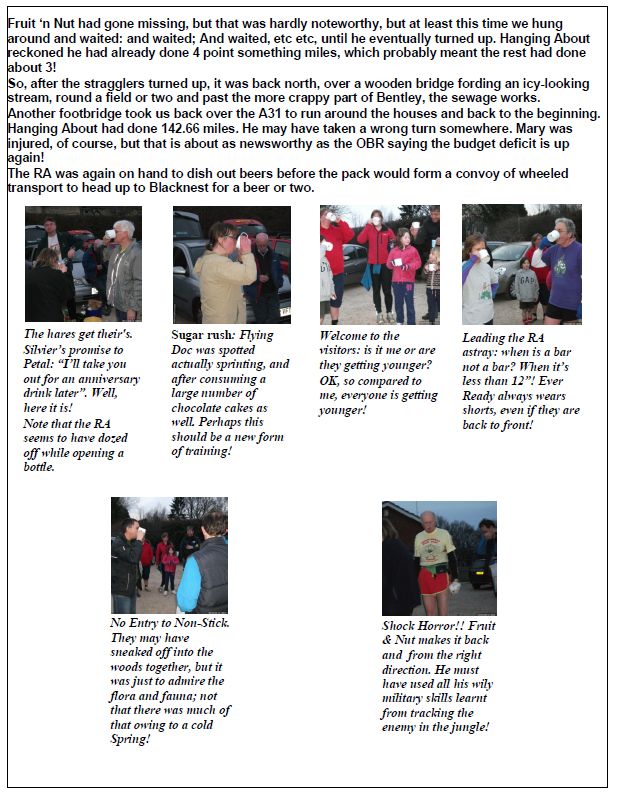 Fruit ‘n Nut had gone missing, but that was hardly noteworthy, but at least this time we hung
around and waited: and waited; And waited, etc etc, until he eventually turned up. Hanging About
reckoned he had already done 4 point something miles, which probably meant the rest had done
about 3!
So, after the stragglers turned up, it was back north, over a wooden bridge fording an icy-looking
stream, round a field or two and past the more crappy part of Bentley, the sewage works.
Another footbridge took us back over the A31 to run around the houses and back to the beginning.
Hanging About had done 142.66 miles. He may have taken a wrong turn somewhere. Mary was
injured, of course, but that is about as newsworthy as the OBR saying the budget deficit is up
again!
The RA was again on hand to dish out beers before the pack would form a convoy of wheeled
transport to head up to Blacknest for a beer or two.
The hares get their's.
Silvier's promise to
Petal: “I’ll take you
out for an anniversary
drink later”. Well,
here it is!
Note that the RA
seems to have dozed
off while opening a
bottle.
Sugar rush: Flying
Doc was spotted
actually sprinting, and
after consuming a
large number of
chocolate cakes as
well. Perhaps this
should be a new form
of training!
Welcome to the
visitors: is it me or are
they getting younger?
OK, so compared to
me, everyone is getting
younger!
GAP
Leading the RA
astray: when is a bar
not a bar? When it’s
less than 12”! Ever
Ready always wears
shorts, even if they are
back to front!
No Entry to Non-Stick.
They may have
sneaked off into the
woods together, but it
was just to admire the
flora and fauna; not
that there was much of
that owing to a cold
Spring!
Shock Horror!! Fruit
& Nut makes it back
and from the right
direction. He must
have used all his wily
military skills learnt
from tracking the
enemy in the jungle!